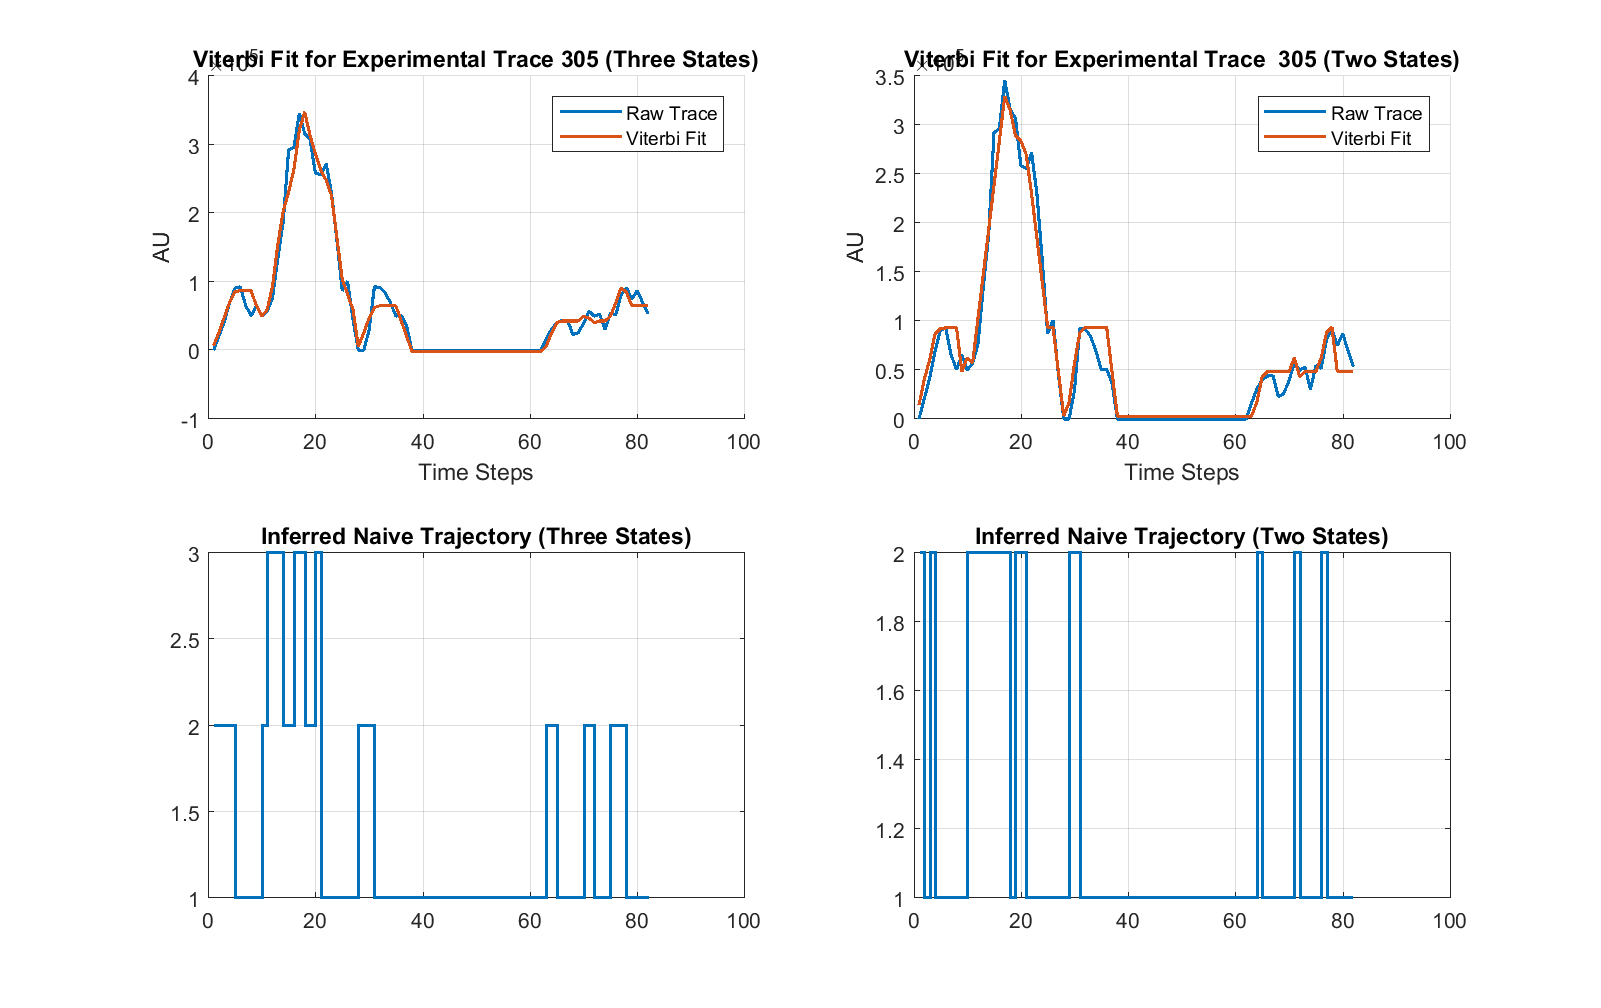 Viterbi Fit for Experimental Trace 305 (Three States)
×10^5
4
3
2
1
0
-1
AU
0 20 40 60 80 100
Time Steps
Raw Trace
Viterbi Fit
Viterbi Fit for Experimental Trace  305 (Two States)
×10^5
3.5
3
2.5
2
1.5
1
0.5
0
AU
0 20 40 60 80 100
Time Steps
Raw Trace
Viterbi Fit
Inferred Naive Trajectory (Three States)
3
2.5
2
1.5
1
0 20 40 60 80 100
Inferred Naive Trajectory (Two States)
2
1.8
1.6
1.4
1.2
1
0 20 40 60 80 100